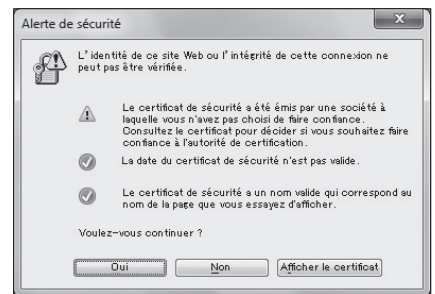 Alerte de sécurité
L'identité de ce site Web ou l'intégrité de cette connexion ne
peut pas être vérifiée.
Le certificat de sécurité a été émis par une société à
laquelle vous n'avez pas choisi de faire confiance.
Consultez le certificat pour décider si vous souhaitez faire
confiance à l'autorité de certification.
La date du certificat de sécurité n'est pas valide.
Le certificat de sécurité a un nom valide qui correspond au
nom de la page que vous essayez d'afficher.
Voulez-vous continuer ?
Oui Non Afficher le certificat